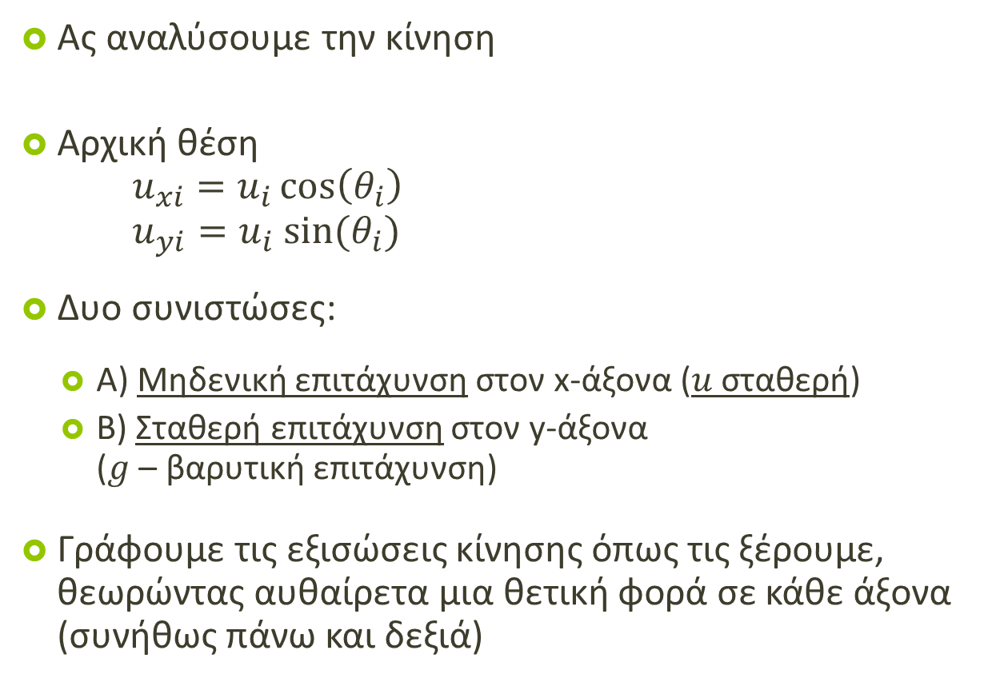 Ας αναλύσουμε την κίνηση
Αρχική θέση
u_{xi} = u_i cos(θ_i)
u_{yi} = u_i sin(θ_i)
Δυο συνιστώσες:
Α) Μηδενική επιτάχυνση στον x-άξονα (u σταθερή)
Β) Σταθερή επιτάχυνση στον y-άξονα
(g – βαρυτική επιτάχυνση)
Γράφουμε τις εξισώσεις κίνησης όπως τις ξέρουμε,
θεωρώντας αυθαίρετα μια θετική φορά σε κάθε άξονα
(συνήθως πάνω και δεξιά)